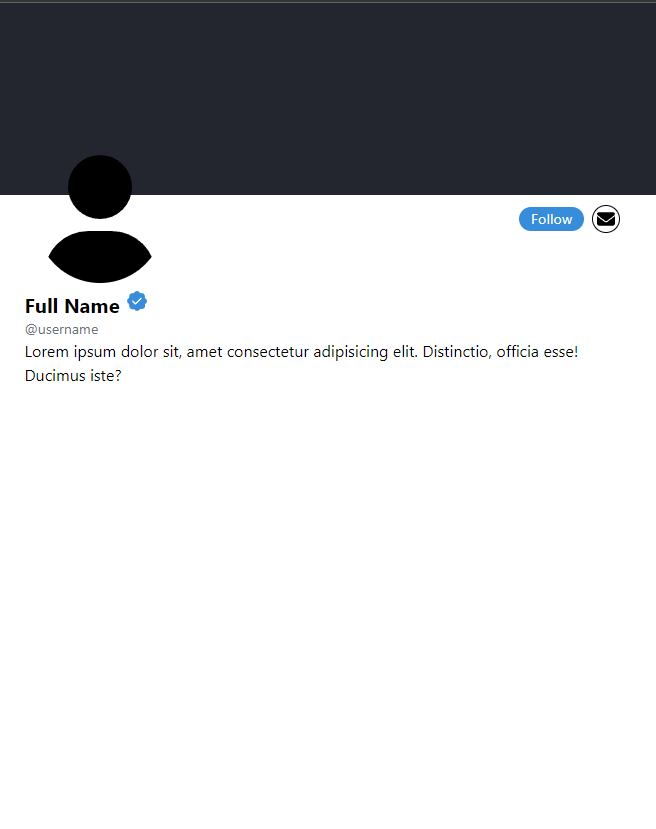 Follow
Full Name
@username
Lorem ipsum dolor sit, amet consectetur adipisicing elit. Distinctio, officia esse!
Ducimus iste?